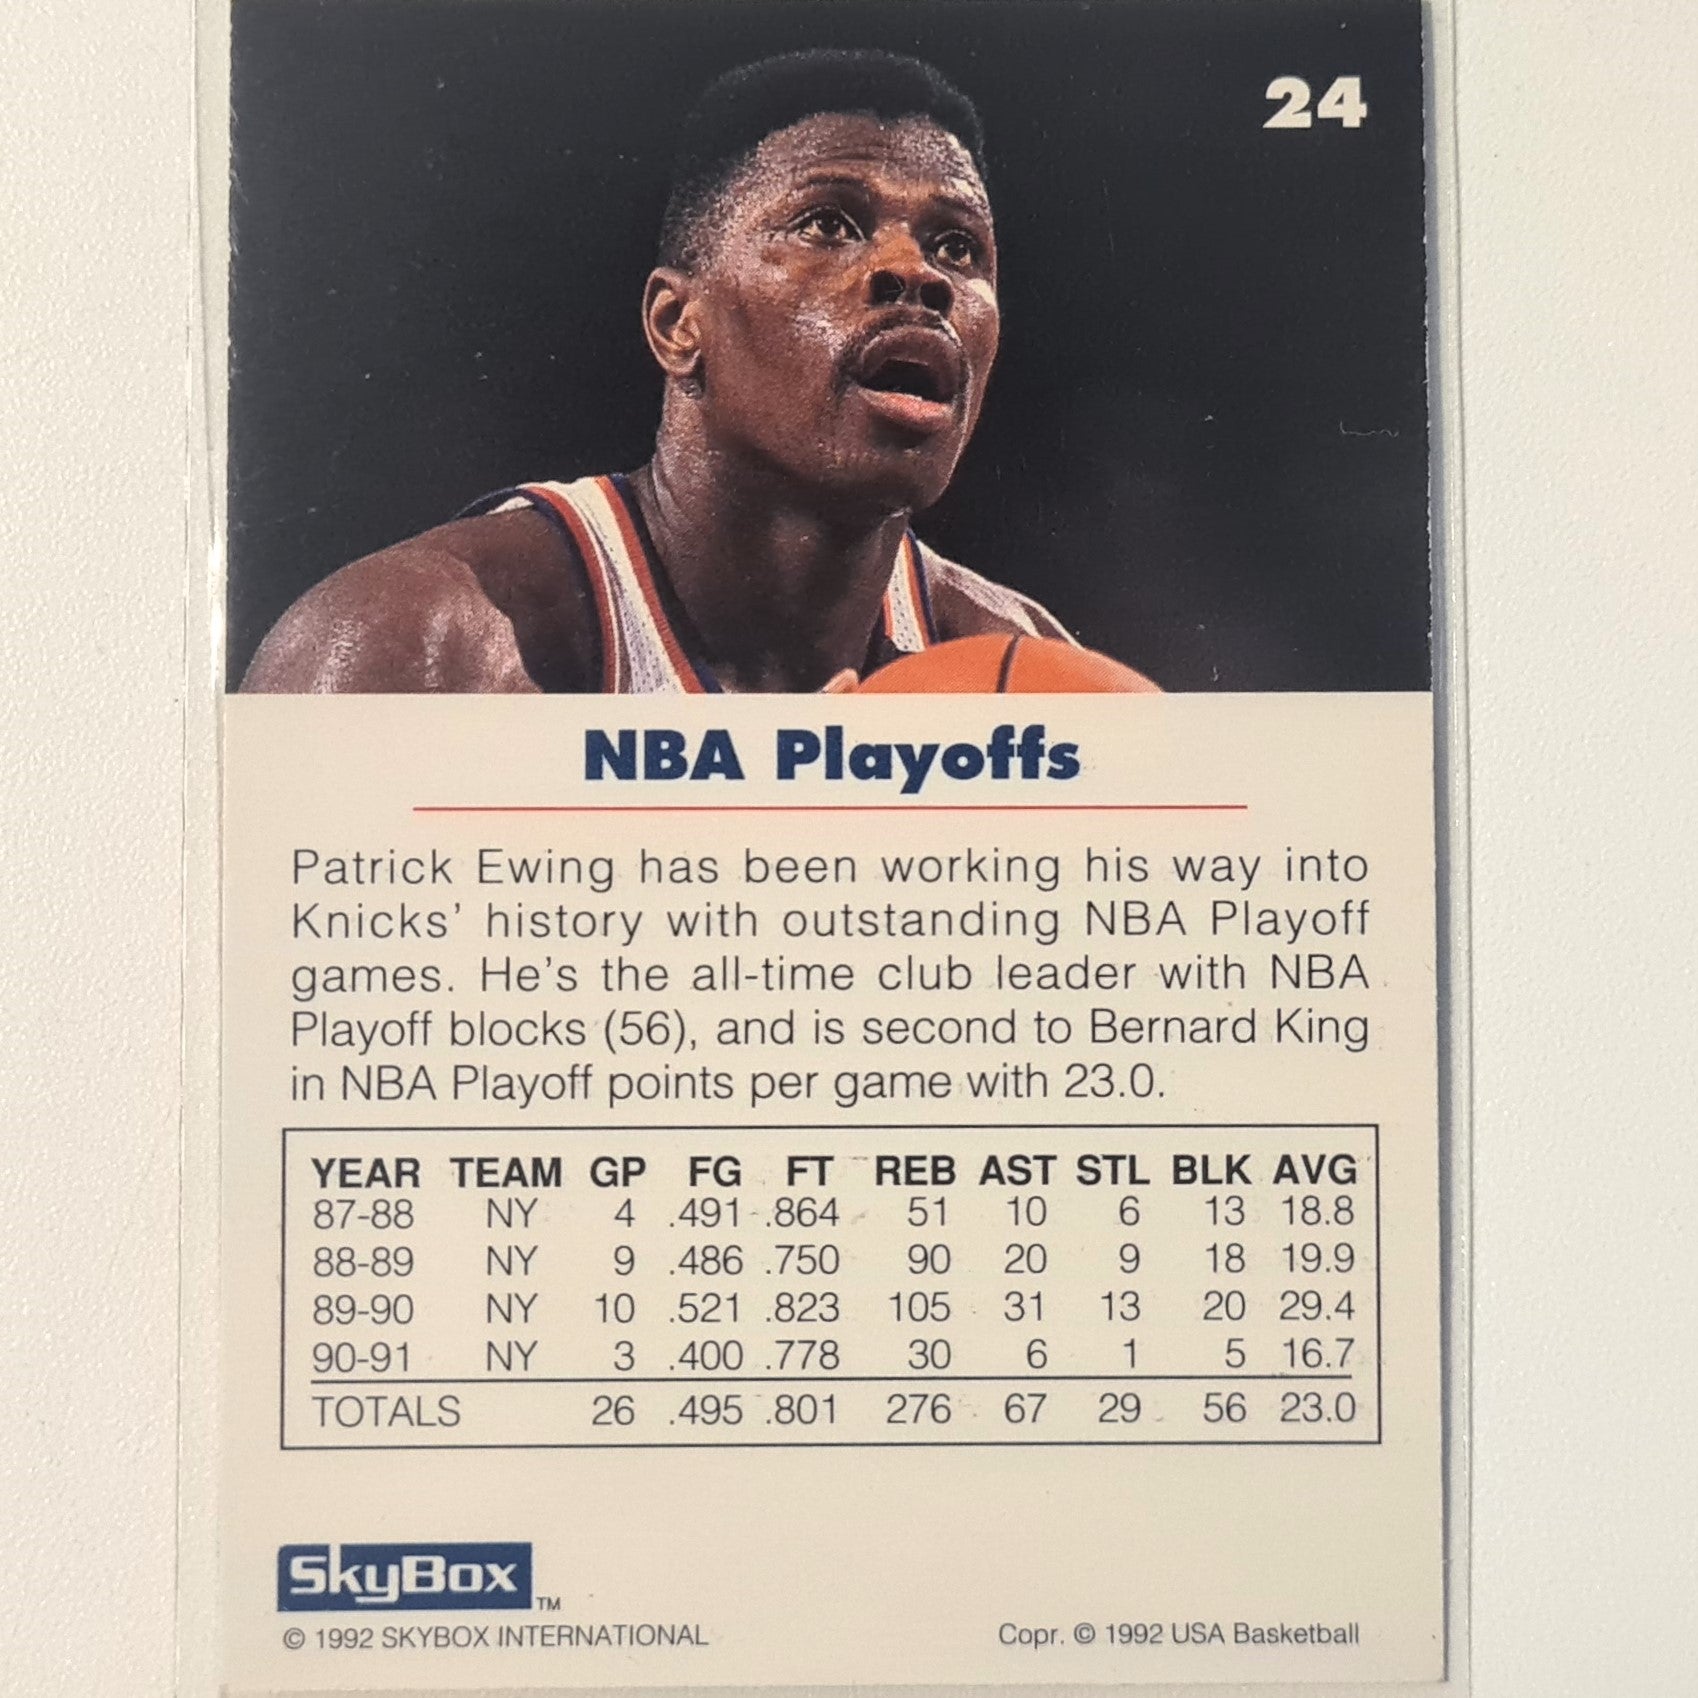 24
NBA Playoffs
Patrick Ewing has been working his way into
Knicks' history with outstanding NBA Playoff
games. He's the all-time club leader with NBA
Playoff blocks (56), and is second to Bernard King
in NBA Playoff points per game with 23.0.
YEAR TEAM GP FG FT REB AST STL BLK AVG
87-88 NY 4 .491 .864 51 10 6 13 18.8
88-89 NY 9 .486 .750 90 20 9 18 19.9
89-90 NY 10 .521 .823 105 31 13 20 29.4
90-91 NY 3 .400 .778 30 6 1 5 16.7
TOTALS 26 .495 .801 276 67 29 56 23.0
SkyBox TM
© 1992 SKYBOX INTERNATIONAL Copr. © 1992 USA Basketball